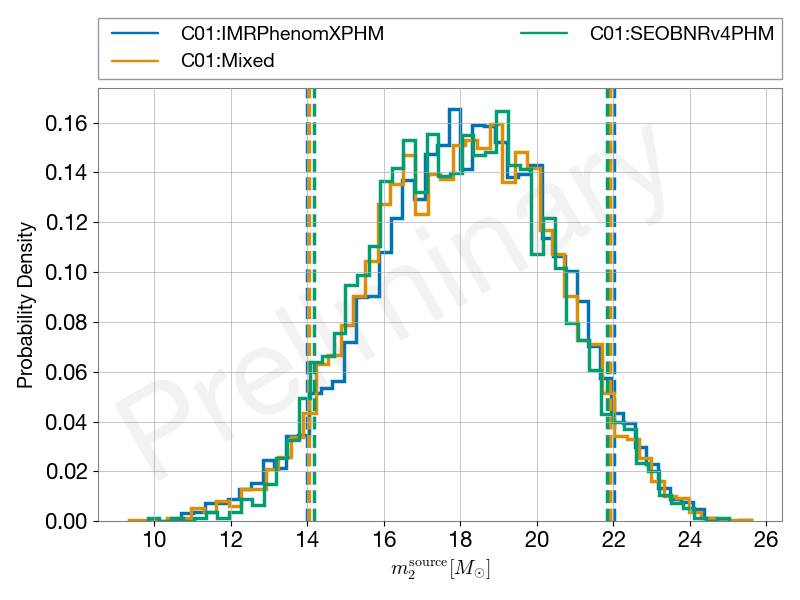 C01:IMRPhenomXPHM
C01:SEOBNRv4PHM
C01:Mixed
0.16
0.14
0.12
0.10
0.08
0.06
0.04
0.02
0.00
Probability Density
Preliminary
10 12 14 16 18 20 22 24 26
m₂^source [M⊙]